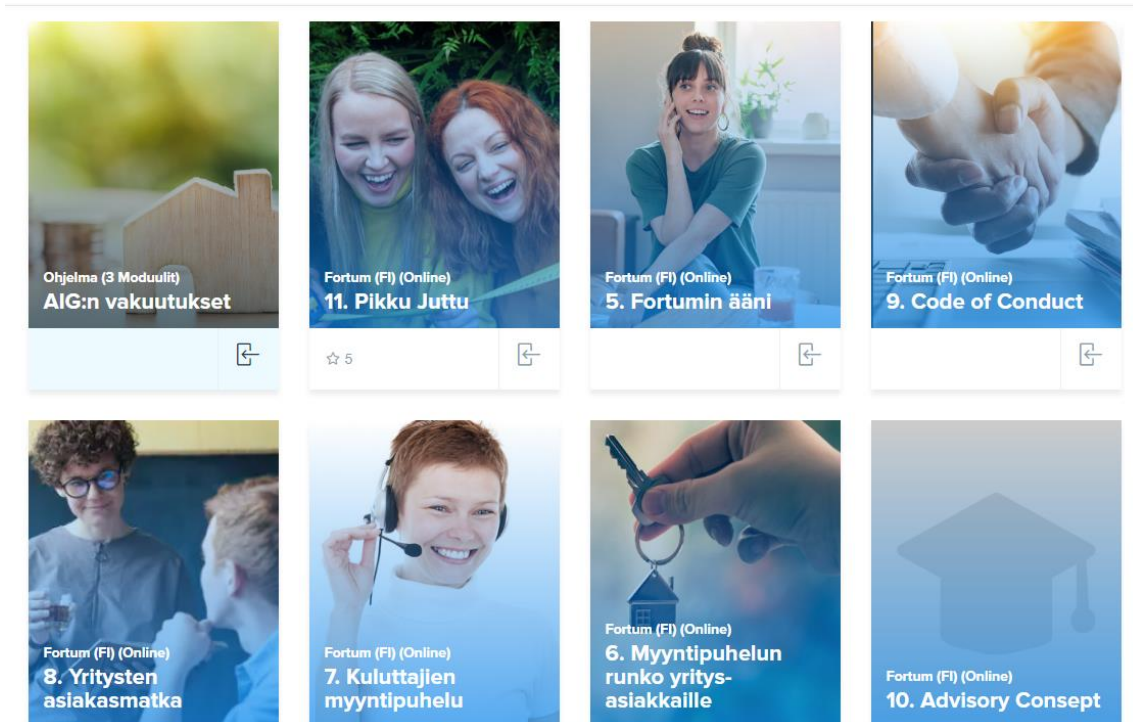 Ohjelma (3 Moduulit)
AIG:n vakuutukset
Fortum (FI) (Online)
11. Pikku Juttu
Fortum (FI) (Online)
5. Fortumin ääni
Fortum (FI) (Online)
9. Code of Conduct
5
Fortum (FI) (Online)
8. Yritysten
asiakasmatka
Fortum (FI) (Online)
7. Kuluttajien
myyntipuhelu
Fortum (FI) (Online)
6. Myyntipuhelun
runko yritys-
asiakkaille
Fortum (FI) (Online)
10. Advisory Consept